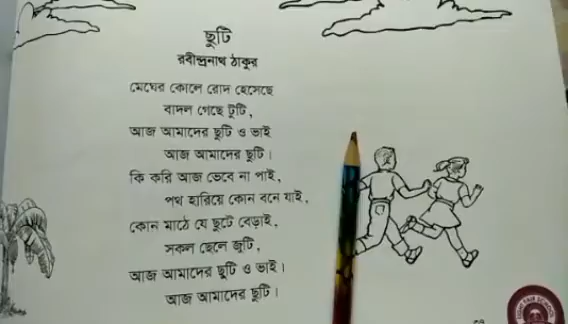 ছুটি
রবীন্দ্রনাথ ঠাকুর
মেঘের কোলে রোদ হেসেছে
বাদল গেছে টুটি,
আজ আমাদের ছুটি ও ভাই
আজ আমাদের ছুটি।
কি করি আজ ভেবে না পাই,
পথ হারিয়ে কোন বনে যাই,
কোন মাঠে যে ছুটে বেড়াই,
সকল ছেলে জুটি,
আজ আমাদের ছুটি ও ভাই।
আজ আমাদের ছুটি।